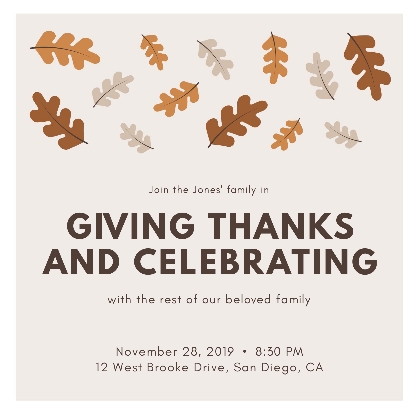 Join the Jones' family in
GIVING THANKS
AND CELEBRATING
with the rest of our beloved family
November 28, 2019 • 8:30 PM
12 West Brooke Drive, San Diego, CA